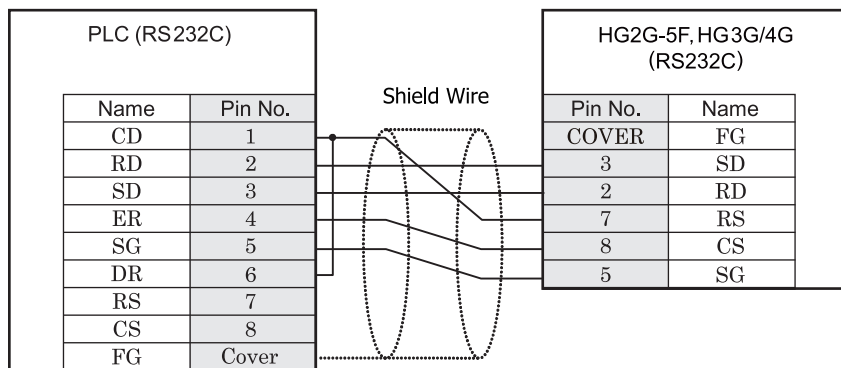 PLC (RS232C)
Name Pin No.
CD 1
RD 2
SD 3
ER 4
SG 5
DR 6
RS 7
CS 8
FG Cover
Shield Wire
HG2G-5F, HG3G/4G
(RS232C)
Pin No. Name
COVER FG
3 SD
2 RD
7 RS
8 CS
5 SG